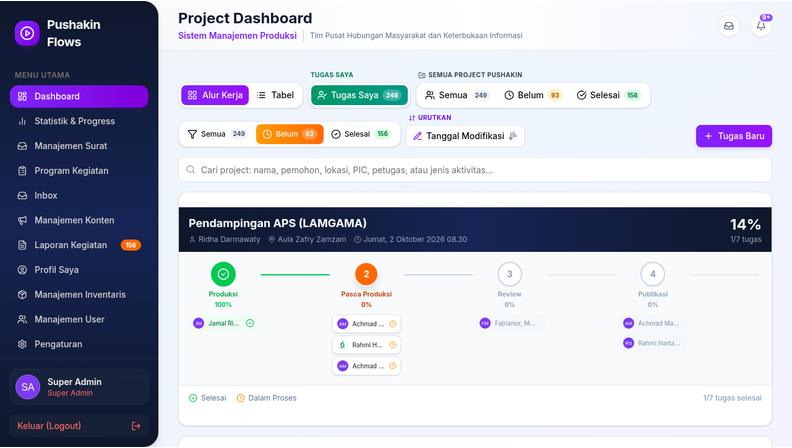 Pushakin
Flows
MENU UTAMA
Dashboard
Statistik & Progress
Manajemen Surat
Program Kegiatan
Inbox
Manajemen Konten
Laporan Kegiatan 156
Profil Saya
Manajemen Inventaris
Manajemen User
Pengaturan
SA Super Admin
Super Admin
Keluar (Logout)
Project Dashboard
Sistem Manajemen Produksi Tim Pusat Hubungan Masyarakat dan Keterbukaan Informasi
9+
TUGAS SAYA SEMUA PROJECT PUSHAKIN
Alur Kerja Tabel Tugas Saya 249 Semua 249 Belum 93 Selesai 156
URUTKAN
Semua 249 Belum 93 Selesai 156 Tanggal Modifikasi
Tugas Baru
Cari project: nama, pemohon, lokasi, PIC, petugas, atau jenis aktivitas...
Pendampingan APS (LAMGAMA) 14%
Ridha Darmawaty Aula Zafry Zamzam Jumat, 2 Oktober 2026 08.30 1/7 tugas
2 3 4
Produksi Pasca Produksi Review Publikasi
100% 0% 0% 0%
JM Jamal Ri... AM Achmad ... FM Fajrianor, M... AM Achmad Ma...
Rahmi H... RS Rahmi Harta...
AM Achmad ...
Selesai Dalam Proses 1/7 tugas selesai